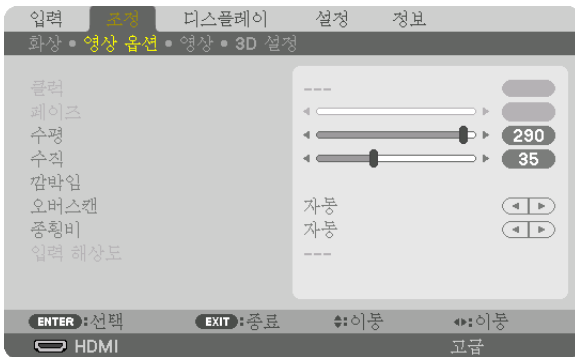 입력 조정 디스플레이 설정 정보
화상 • 영상 옵션 • 영상 • 3D 설정
클럭 ---
페이즈
수평 290
수직 35
깜박임
오버스캔 자동
종횡비 자동
입력 해상도 ---
ENTER :선택 EXIT :종료 :이동 :이동
HDMI 고급